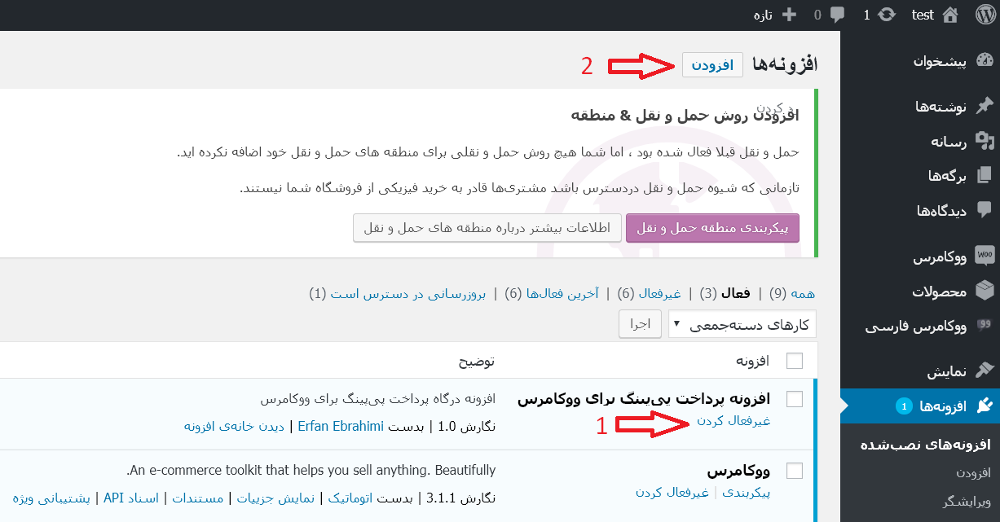 test 1 0 تازه
افزونه‌ها افزودن 2
د کردن
افزودن روش حمل و نقل & منطقه
حمل و نقل قبلا فعال شده بود ، اما شما هیچ روش حمل و نقلی برای منطقه های حمل و نقل خود اضافه نکرده اید.
تازمانی که شیوه حمل و نقل دردسترس باشد مشتری‌ها قادر به خرید فیزیکی از فروشگاه شما نیستند.
پیکربندی منطقه حمل و نقل اطلاعات بیشتر درباره منطقه های حمل و نقل
همه (9) | فعال (3) | غیرفعال (6) | آخرین فعال‌ها (6) | بروزرسانی در دسترس است (1)
کارهای دسته‌جمعی اجرا
افزونه توضیح
افزونه پرداخت پی‌پینگ برای ووکامرس افزونه درگاه پرداخت پی‌پینگ برای ووکامرس
غیرفعال کردن 1 نگارش 1.0 | بدست Erfan Ebrahimi | دیدن خانه‌ی افزونه
ووکامرس An e-commerce toolkit that helps you sell anything. Beautifully.
پیکربندی | غیرفعال کردن نگارش 3.1.1 | بدست اتوماتیک | نمایش جزییات | مستندات | اسناد API | پشتیبانی ویژه
پیشخوان
نوشته‌ها
رسانه
برگه‌ها
دیدگاه‌ها
Woo ووکامرس
محصولات
ووکامرس فارسی
نمایش
افزونه‌ها 1
افزونه‌های نصب‌شده
افزودن
ویرایشگر